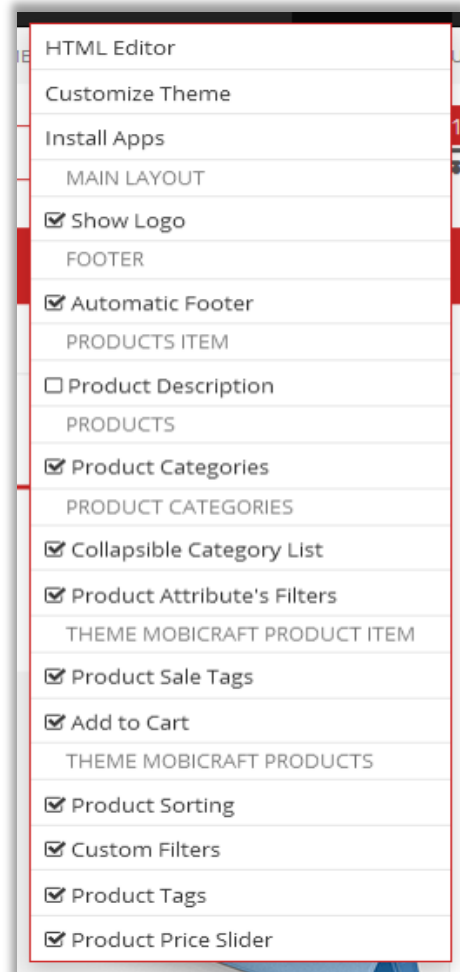 HTML Editor
Customize Theme
Install Apps
MAIN LAYOUT
Show Logo
FOOTER
Automatic Footer
PRODUCTS ITEM
Product Description
PRODUCTS
Product Categories
PRODUCT CATEGORIES
Collapsible Category List
Product Attribute's Filters
THEME MOBICRAFT PRODUCT ITEM
Product Sale Tags
Add to Cart
THEME MOBICRAFT PRODUCTS
Product Sorting
Custom Filters
Product Tags
Product Price Slider